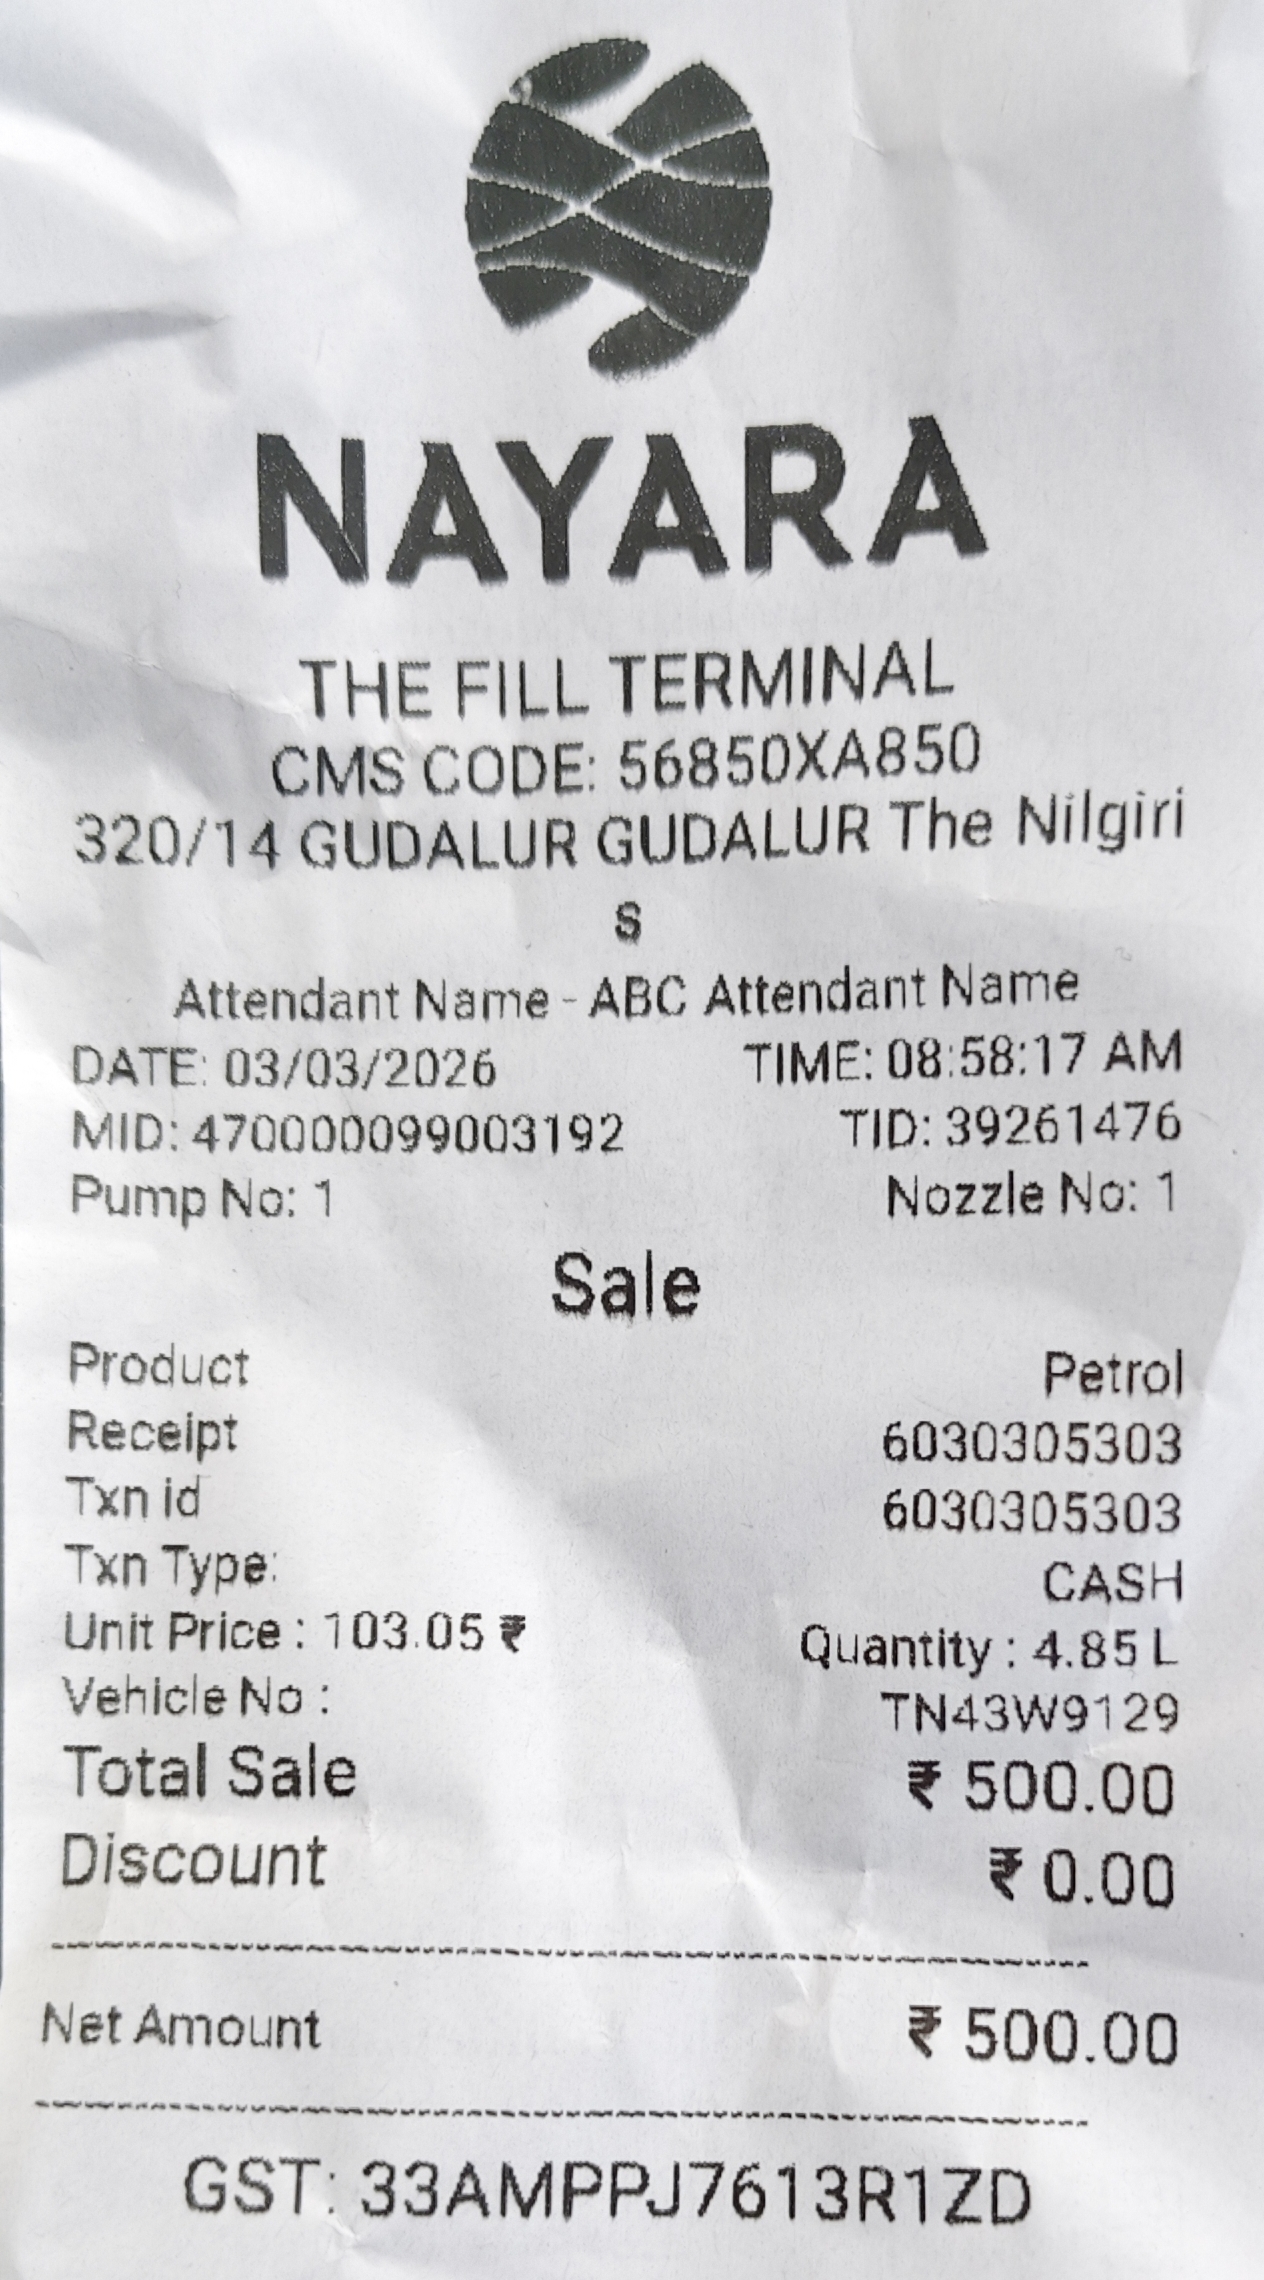 NAYARA
THE FILL TERMINAL
CMS CODE: 56850XA850
320/14 GUDALUR GUDALUR The Nilgiri
s
Attendant Name - ABC Attendant Name
DATE: 03/03/2026 TIME: 08:58:17 AM
MID: 470000099003192 TID: 39261476
Pump No: 1 Nozzle No: 1
Sale
Product Petrol
Receipt 6030305303
Txn id 6030305303
Txn Type: CASH
Unit Price : 103.05 ₹ Quantity : 4.85 L
Vehicle No : TN43W9129
Total Sale ₹ 500.00
Discount ₹ 0.00
Net Amount ₹ 500.00
GST: 33AMPPJ7613R1ZD